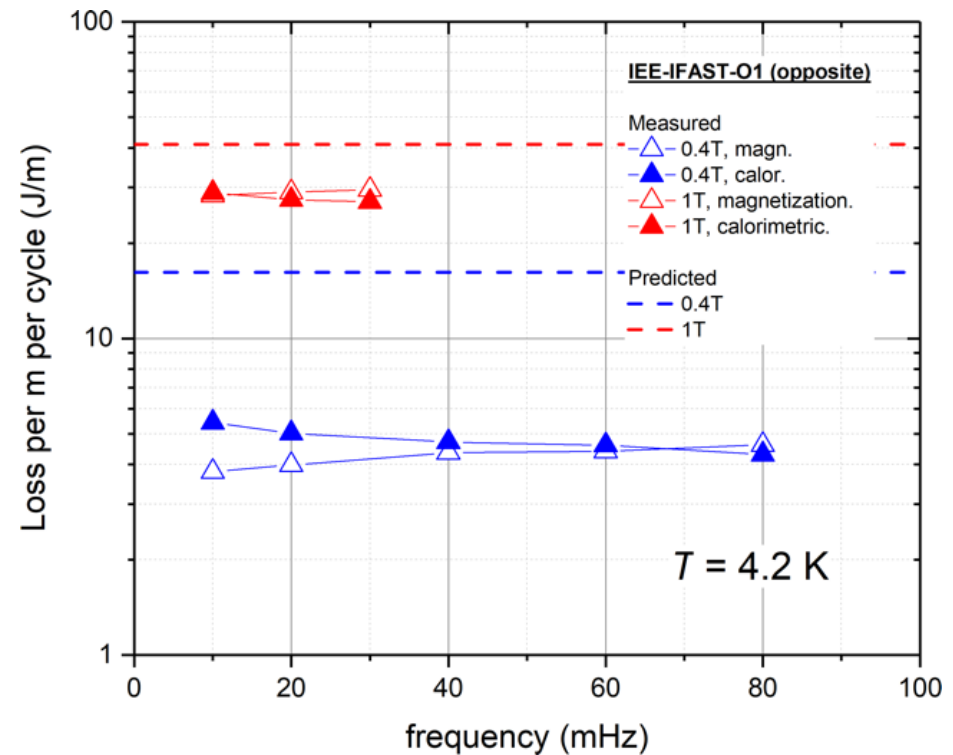 100
10
1
Loss per m per cycle (J/m)
IEE-IFAST-O1 (opposite)
Measured
0.4T, magn.
0.4T, calor.
1T, magnetization.
1T, calorimetric.
Predicted
0.4T
1T
T = 4.2 K
0 20 40 60 80 100
frequency (mHz)